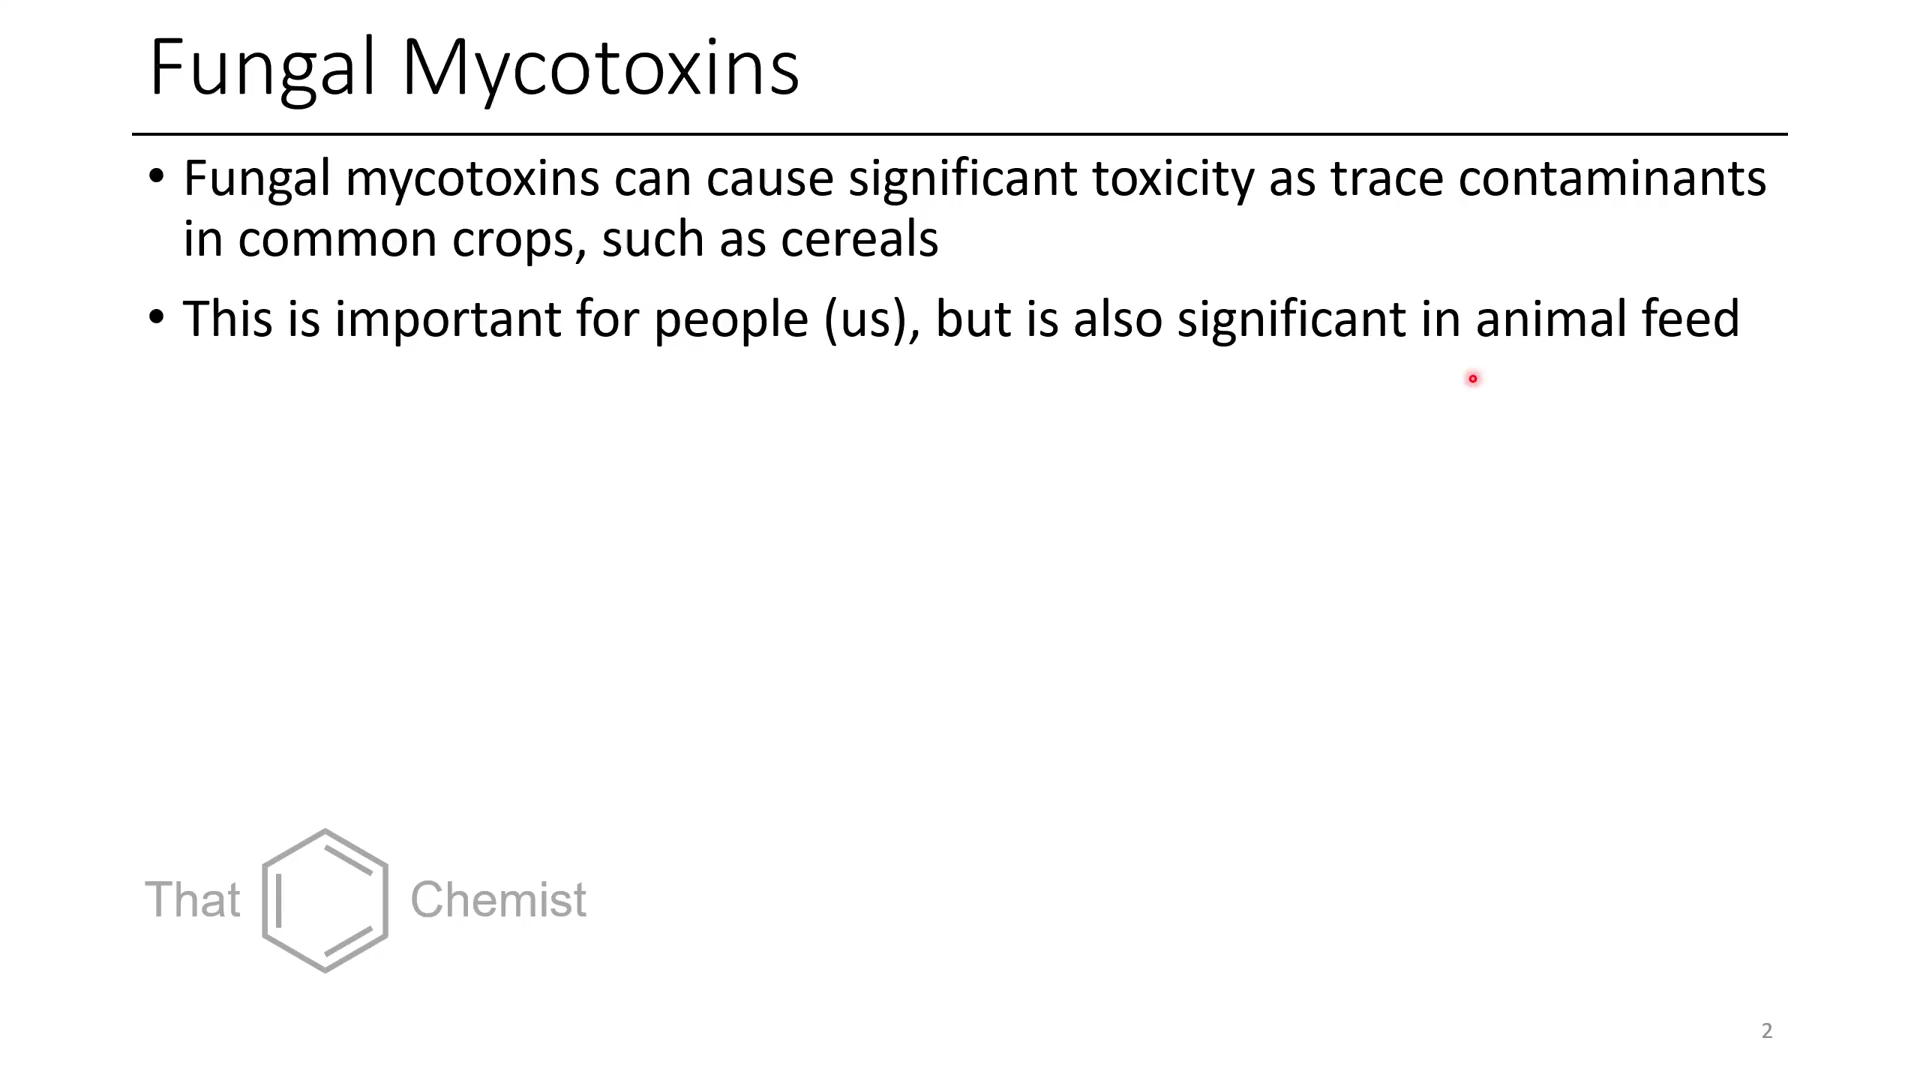 Fungal Mycotoxins
• Fungal mycotoxins can cause significant toxicity as trace contaminants
in common crops, such as cereals
• This is important for people (us), but is also significant in animal feed
That Chemist
2